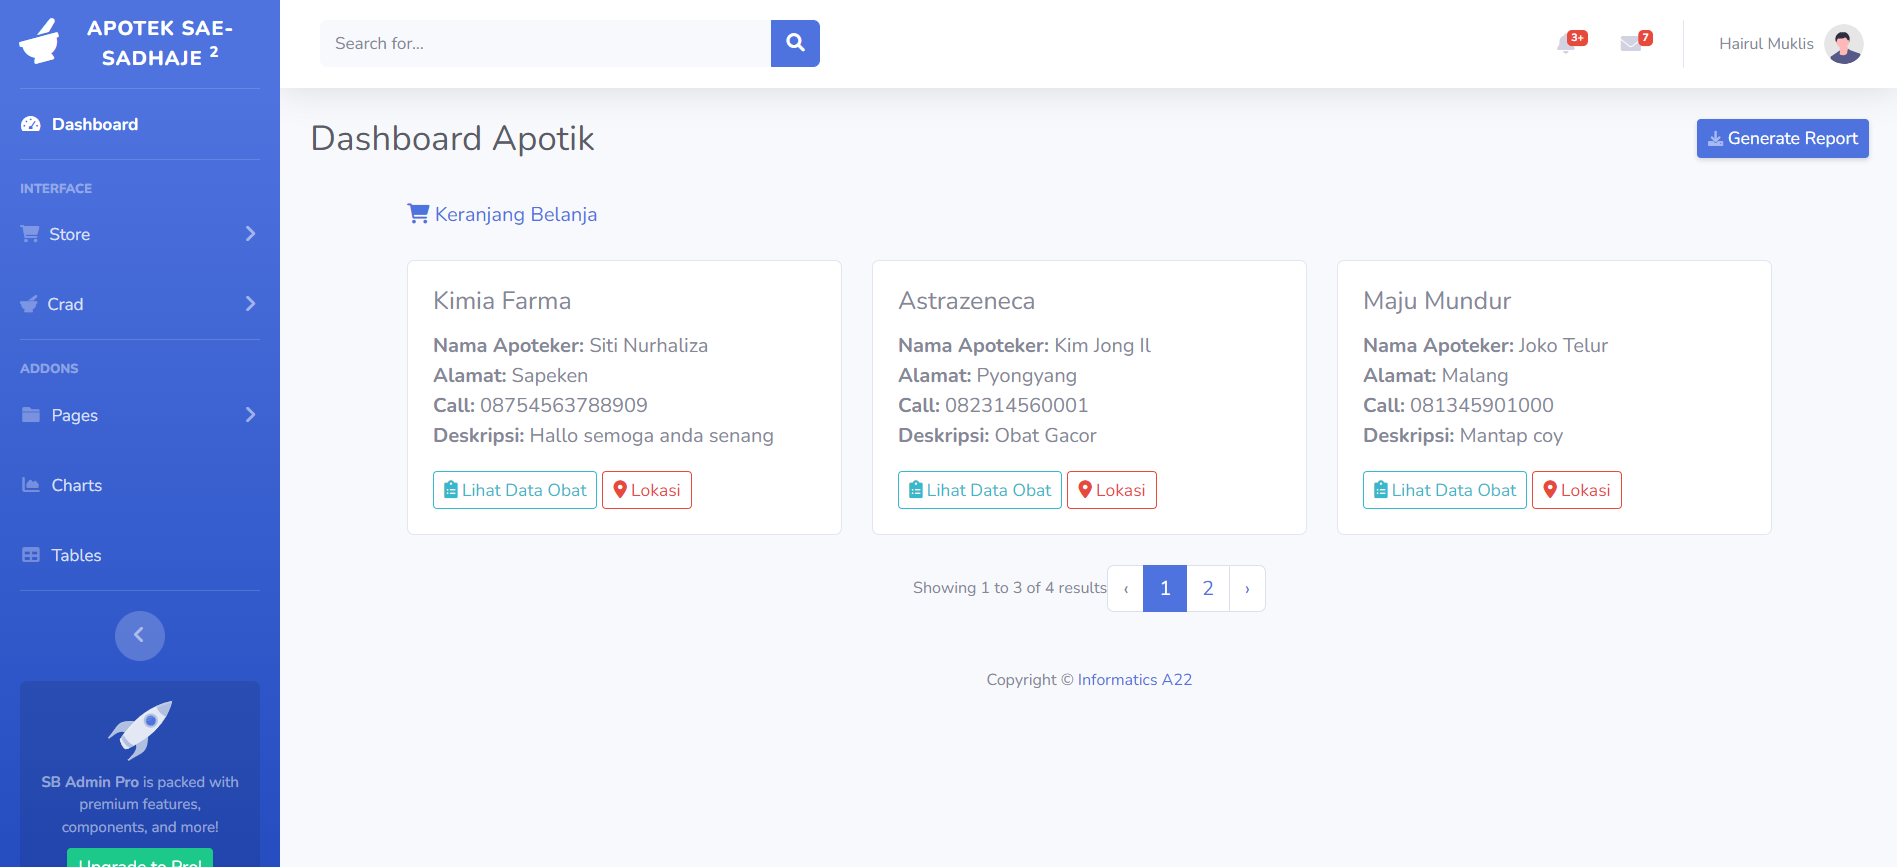 APOTEK SAE-
SADHAJE 2
Dashboard
INTERFACE
Store
Crad
ADDONS
Pages
Charts
Tables
SB Admin Pro is packed with
premium features,
components, and more!
Upgrade to Pro!
Search for...
3+
7
Hairul Muklis
Dashboard Apotik
Generate Report
Keranjang Belanja
Kimia Farma
Nama Apoteker: Siti Nurhaliza
Alamat: Sapeken
Call: 08754563788909
Deskripsi: Hallo semoga anda senang
Lihat Data Obat
Lokasi
Astrazeneca
Nama Apoteker: Kim Jong Il
Alamat: Pyongyang
Call: 082314560001
Deskripsi: Obat Gacor
Lihat Data Obat
Lokasi
Maju Mundur
Nama Apoteker: Joko Telur
Alamat: Malang
Call: 081345901000
Deskripsi: Mantap coy
Lihat Data Obat
Lokasi
Showing 1 to 3 of 4 results
‹ 1 2 ›
Copyright © Informatics A22